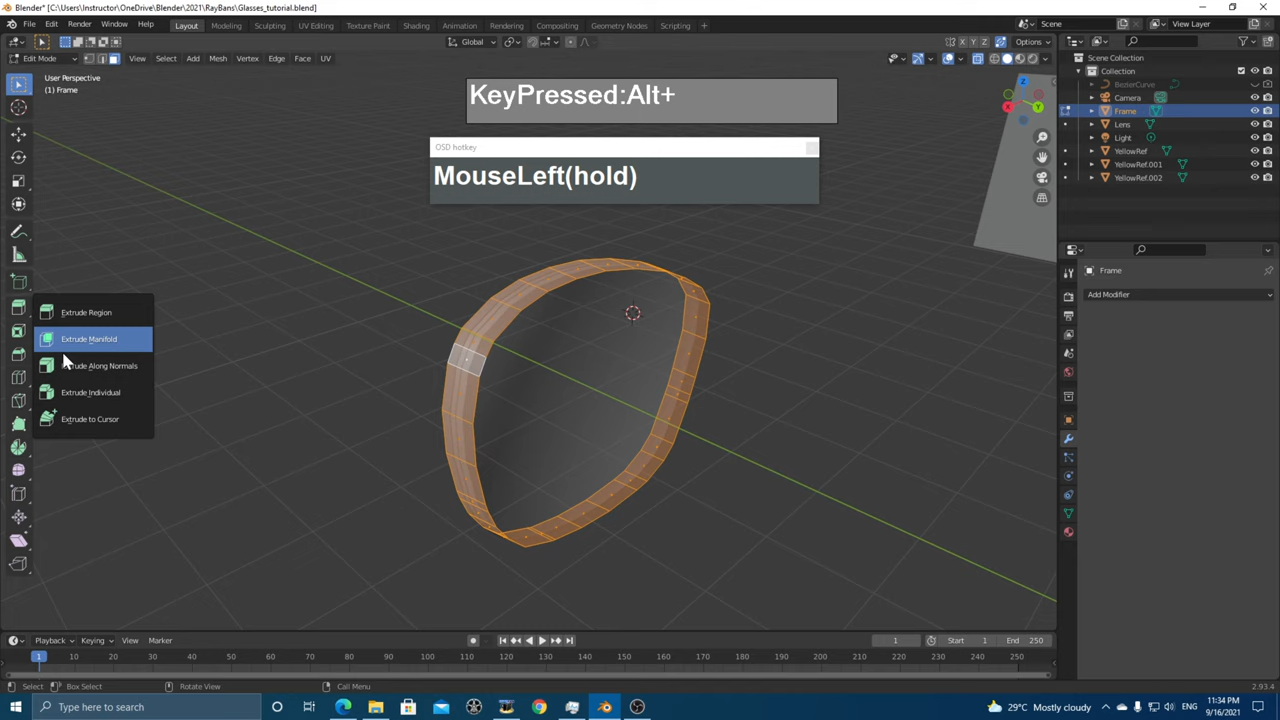 Blender* [C:\Users\Instructor\OneDrive\Blender\2021\RayBans\Glasses_tutorial.blend]
File Edit Render Window Help Layout Modeling Sculpting UV Editing Texture Paint Shading Animation Rendering Compositing Geometry Nodes Scripting + Scene View Layer
Global Options
Edit Mode View Select Add Mesh Vertex Edge Face UV
User Perspective
(1) Frame
X Y Z
KeyPressed:Alt+
OSD hotkey
MouseLeft(hold)
Extrude Region
Extrude Manifold
Extrude Along Normals
Extrude Individual
Extrude to Cursor
Z
X
Y
Scene Collection
Collection
BezierCurve
Camera
Frame
Lens
Light
YellowRef
YellowRef.001
YellowRef.002
Frame
Add Modifier
Playback Keying View Marker 1 Start 1 End 250
1 10 20 30 40 50 60 70 80 90 100 110 120 130 140 150 160 170 180 190 200 210 220 230 240 250
Select Box Select Rotate View Call Menu 2.93.4
Type here to search 29°C Mostly cloudy 11:34 PM
9/16/2021